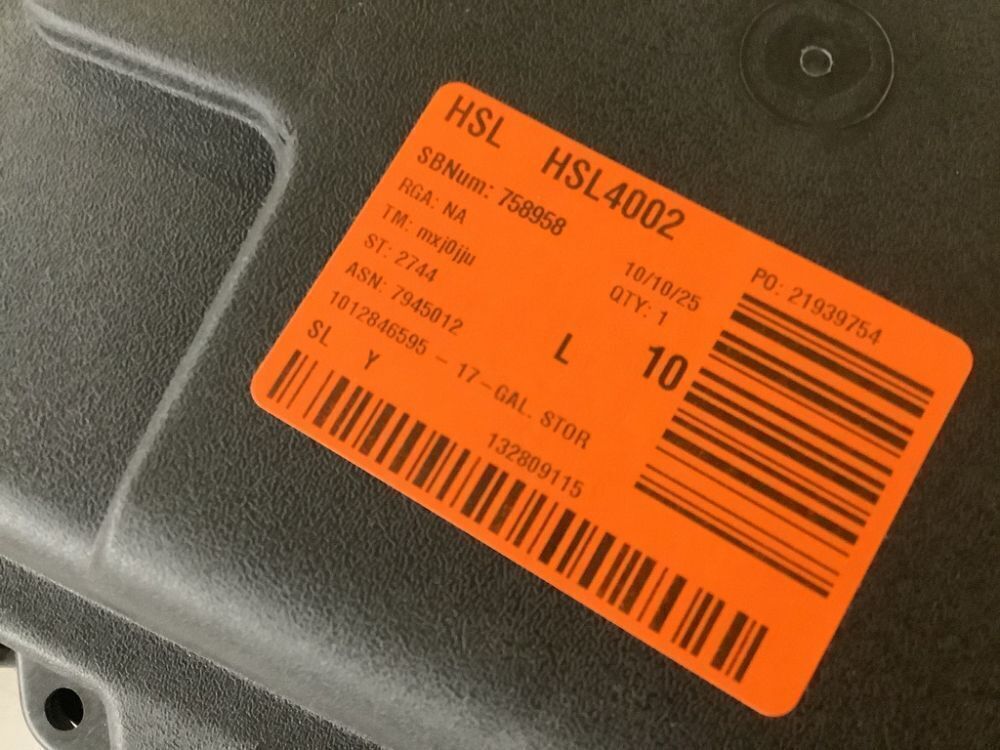 HSL HSL4002
SBNum: 758958
RGA: NA
TM: mxj0jju
ST: 2744
ASN: 7945012
1012846595 - 17-GAL. STOR
SL Y
132809115
10/10/25
QTY: 1
L 10
PO: 21939754